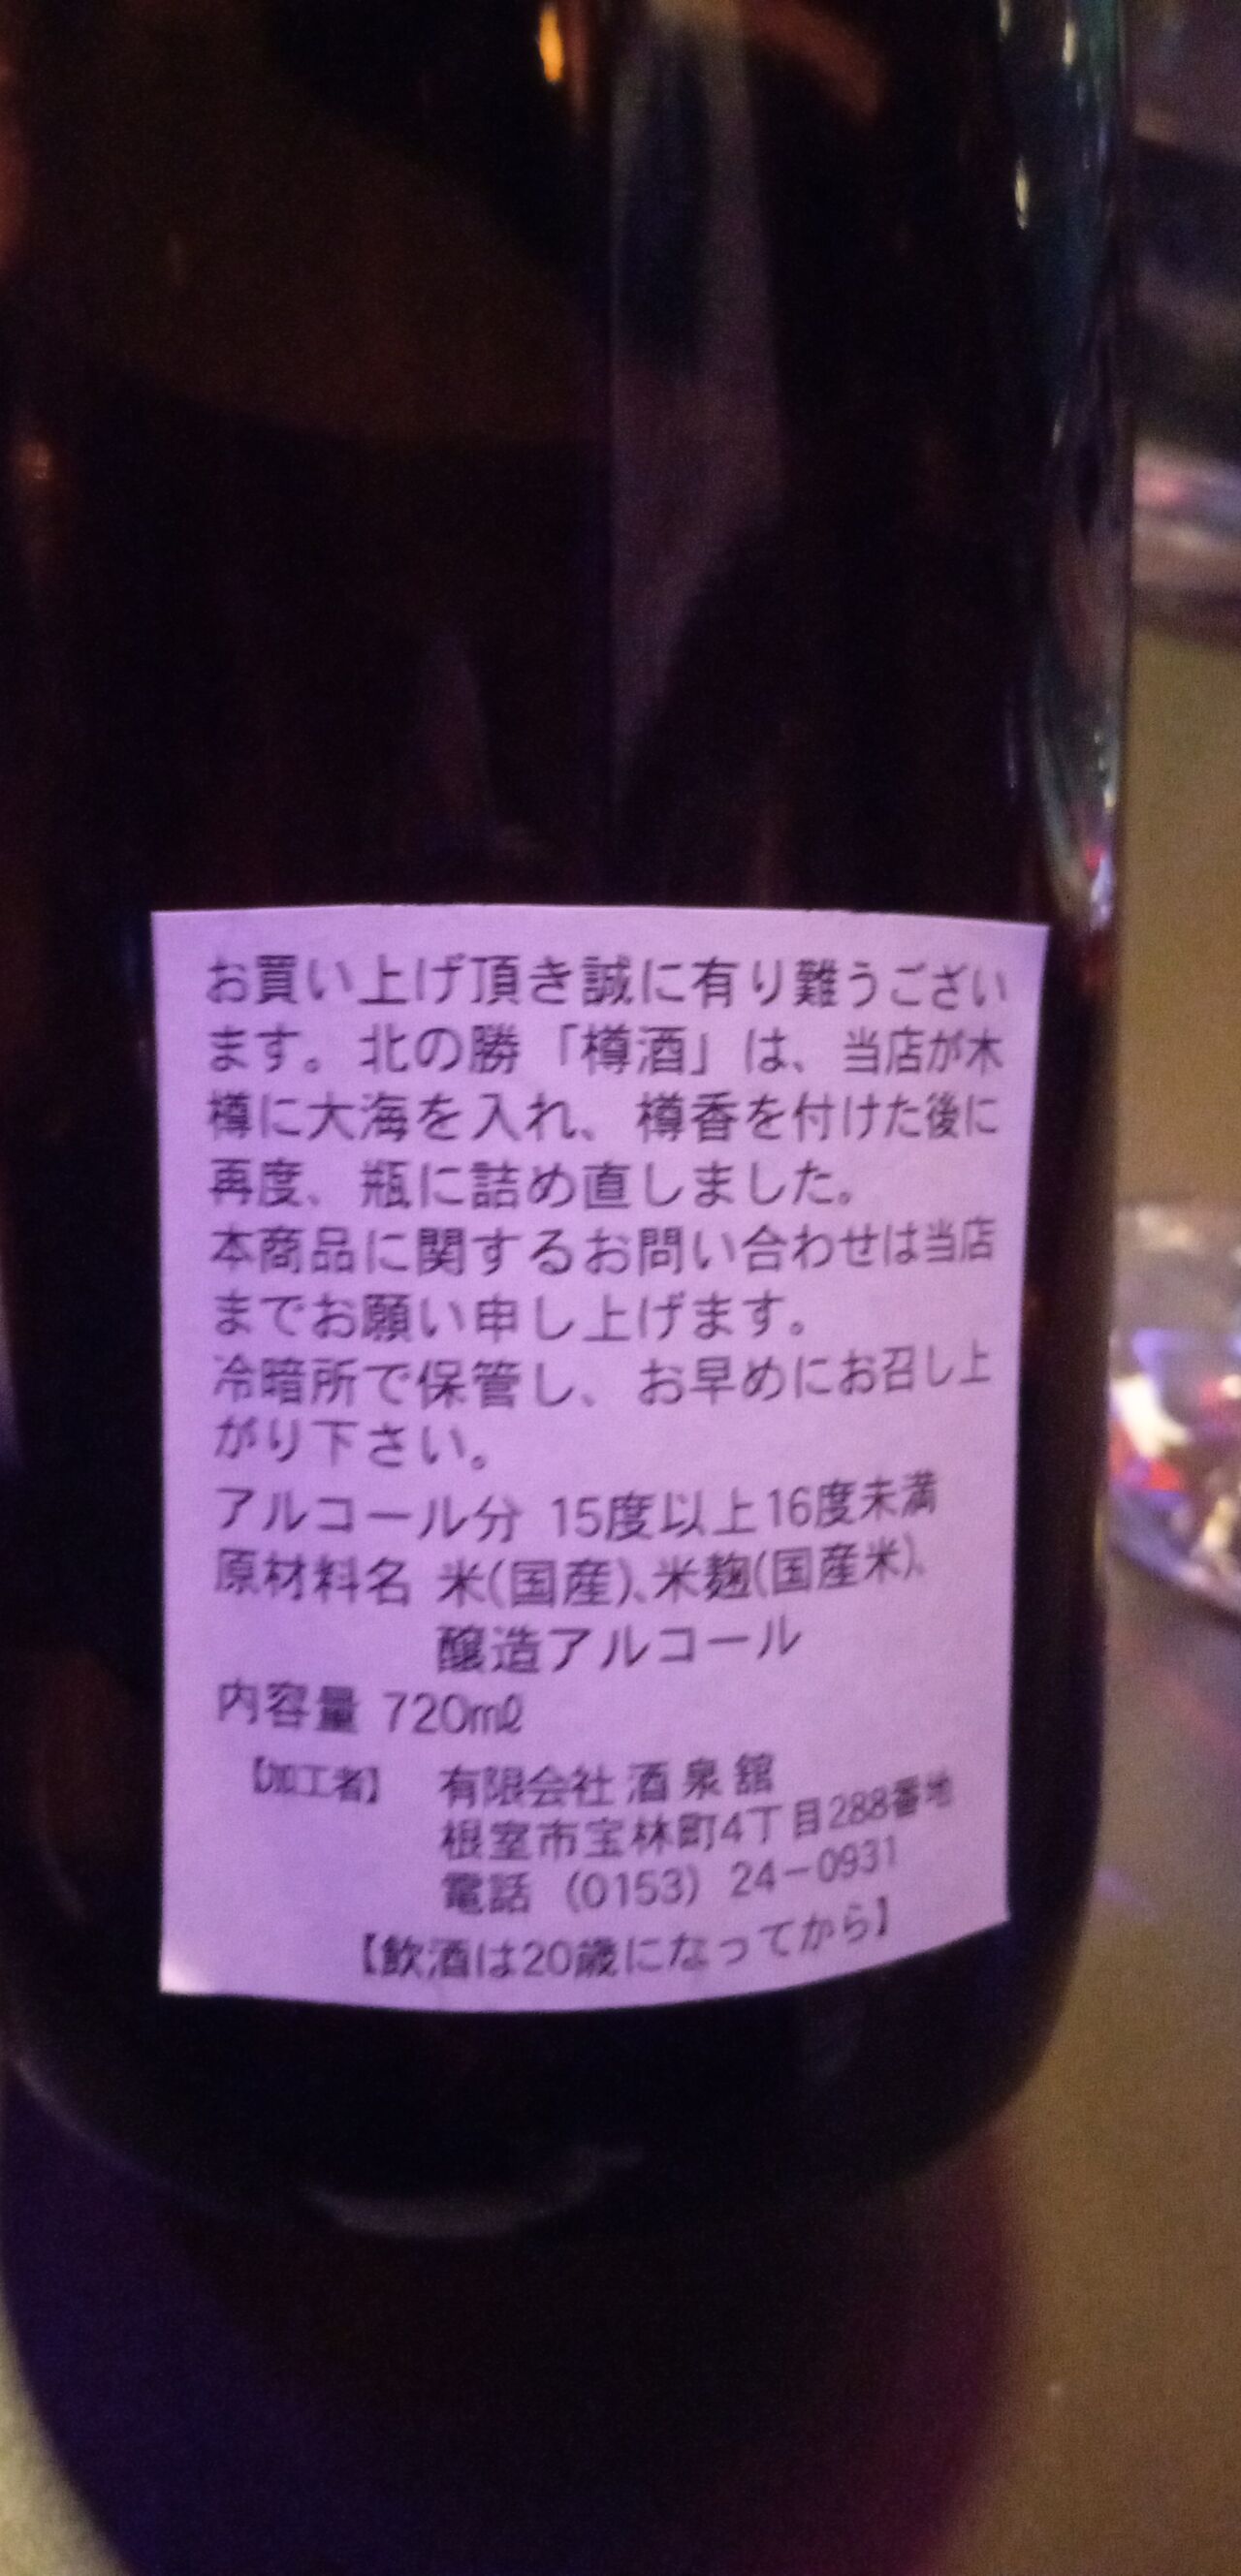 お買い上げ頂き誠に有り難うござい
ます。北の勝「樽酒」は、当店が木
樽に大海を入れ、樽香を付けた後に
再度、瓶に詰め直しました。
本商品に関するお問い合わせは当店
までお願い申し上げます。
冷暗所で保管し、お早めにお召し上
がり下さい。
アルコール分 15度以上16度未満
原材料名 米(国産)、米麹(国産米)、
醸造アルコール
内容量 720mℓ
【加工者】 有限会社 酒泉舘
根室市宝林町4丁目288番地
電話 (0153) 24-0931
【飲酒は20歳になってから】